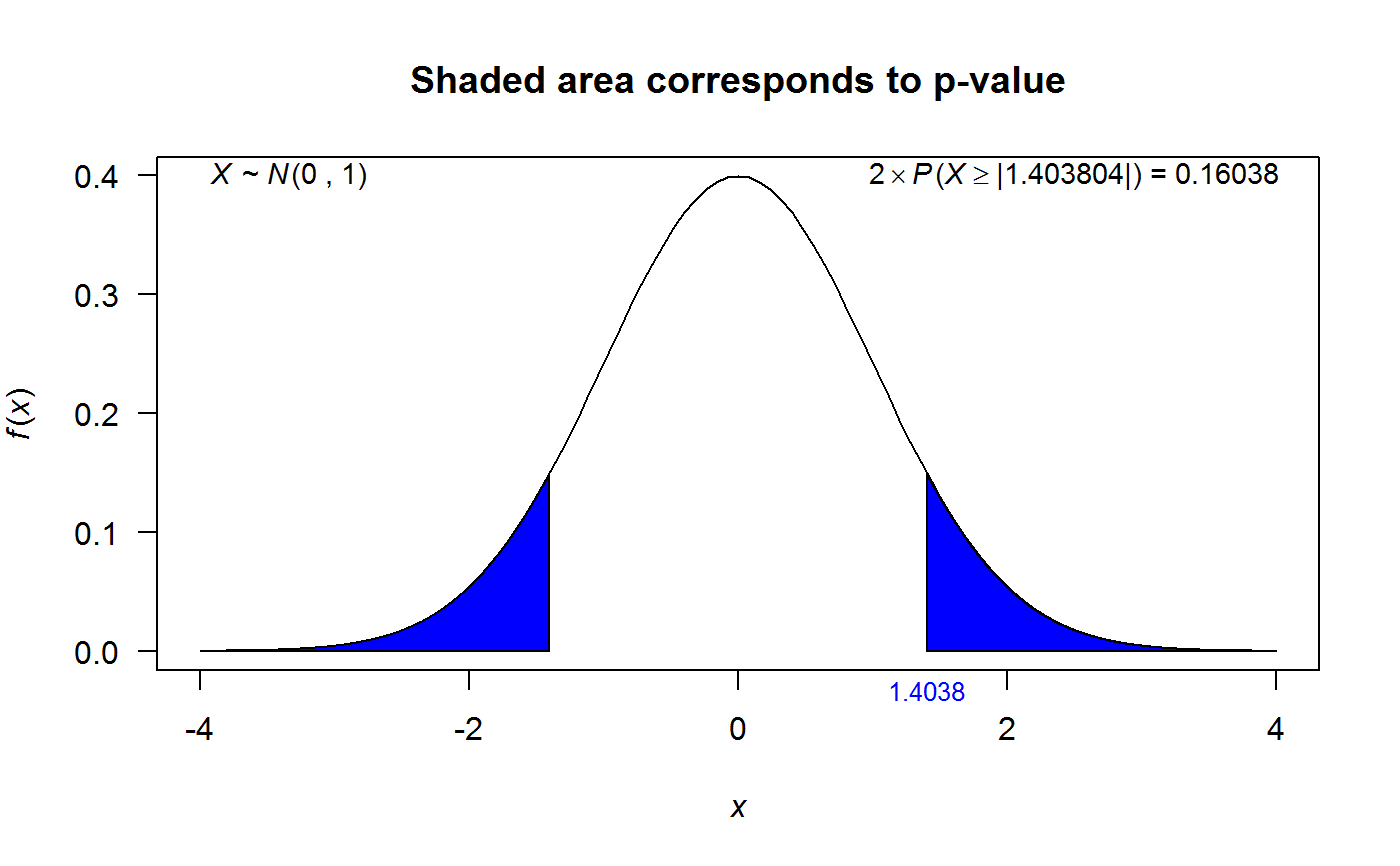 Shaded area corresponds to p-value
X ~ N(0 , 1)
2 × P(X ≥ |1.403804|) = 0.16038
0.4
0.3
0.2
0.1
0.0
f(x)
1.4038
-4
-2
0
2
4
x